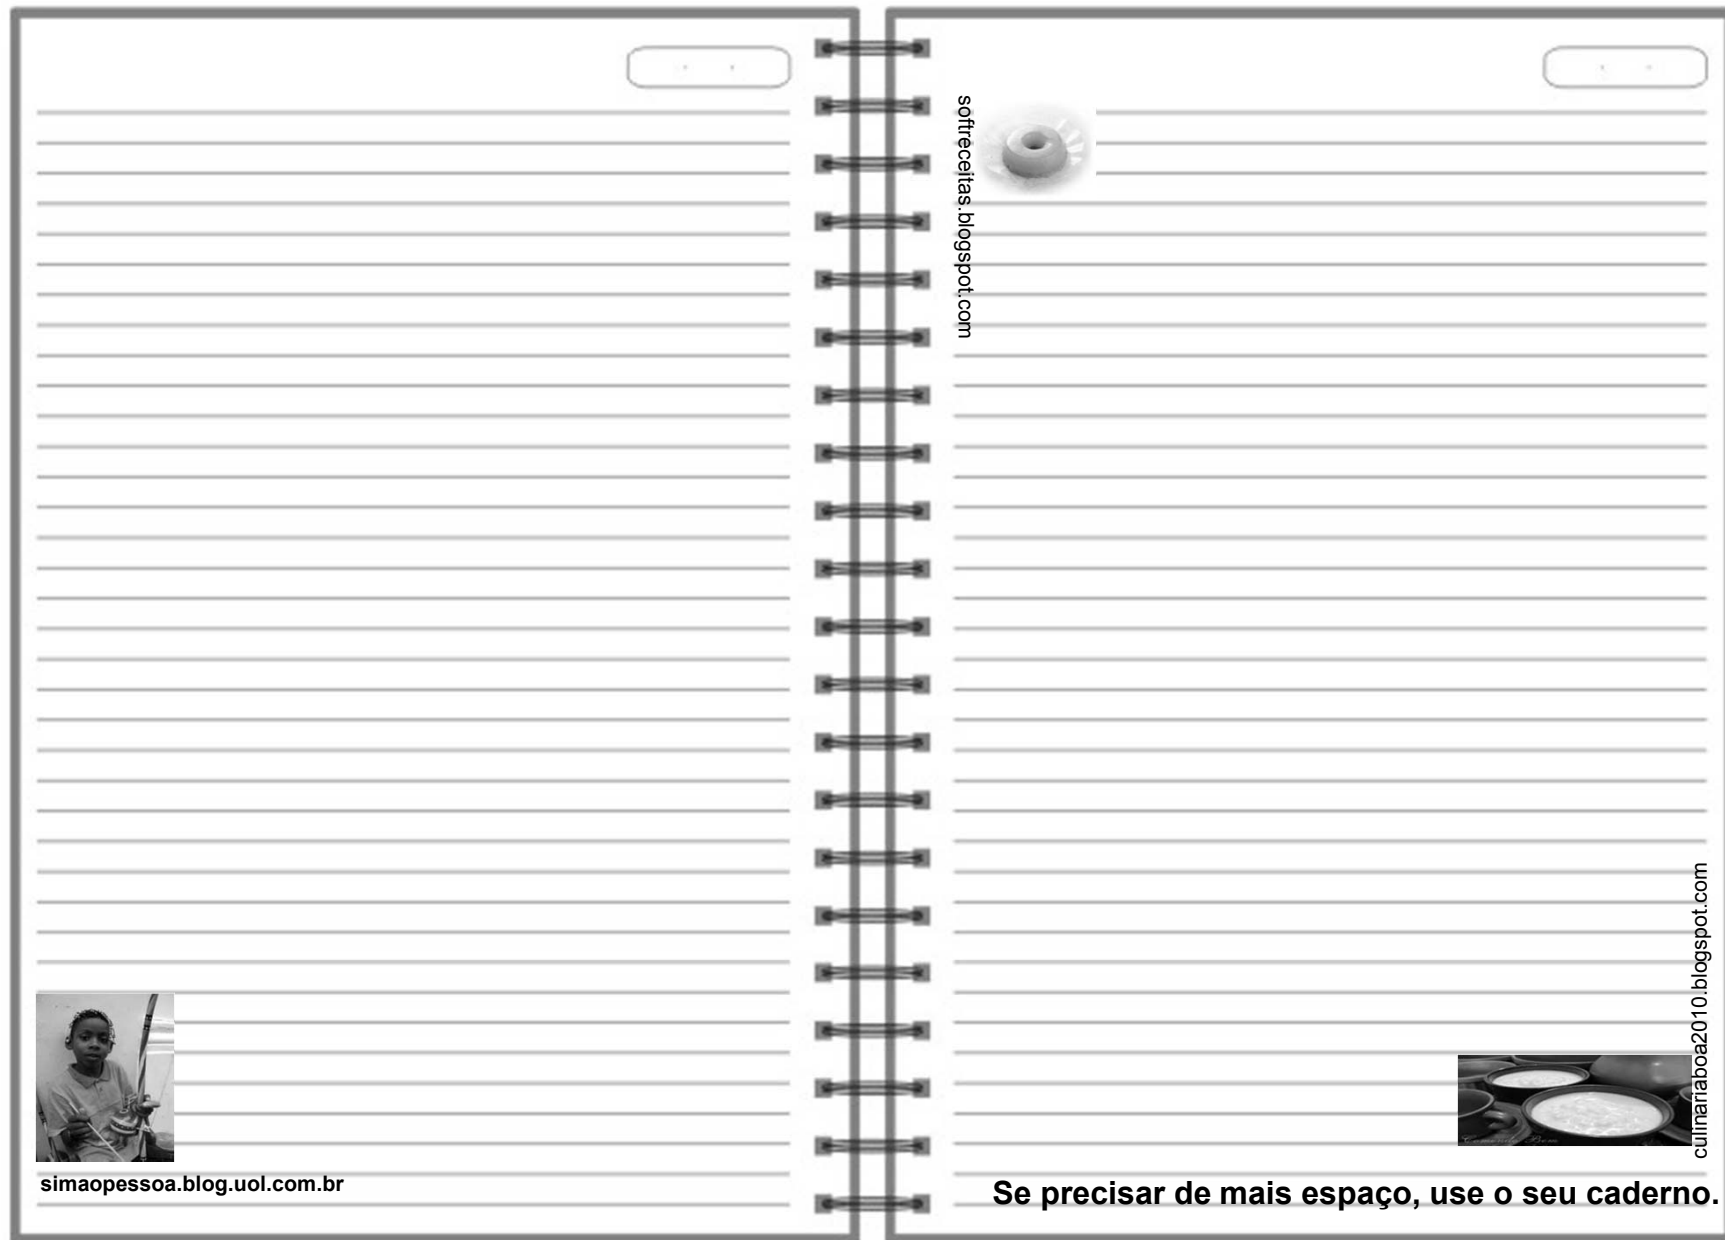 simaopessoa.blog.uol.com.br
softreceitas.blogspot.com
culinariaboa2010.blogspot.com
Se precisar de mais espaço, use o seu caderno.